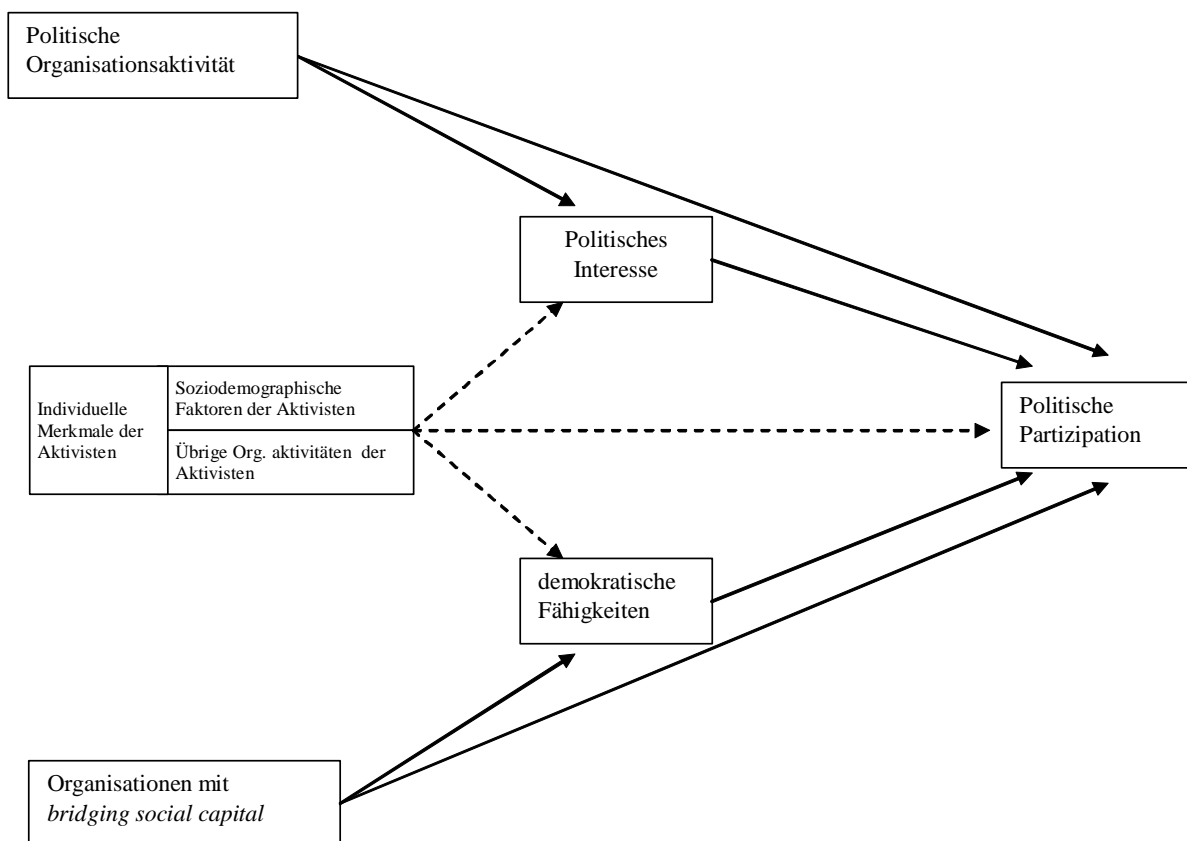 Politische
Organisationsaktivität
Politisches
Interesse
Individuelle
Merkmale der
Aktivisten
Soziodemographische
Faktoren der Aktivisten
Übrige Org. aktivitäten der
Aktivisten
Politische
Partizipation
demokratische
Fähigkeiten
Organisationen mit
bridging social capital